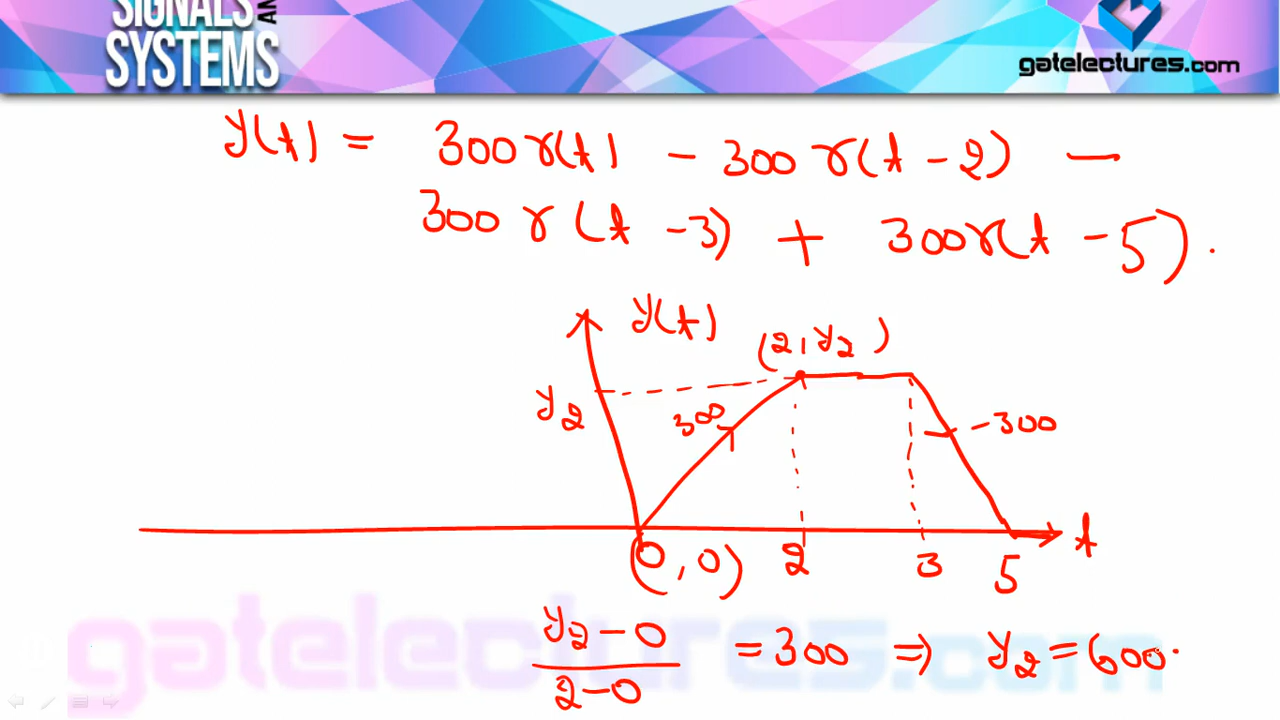 SIGNALS AND
SYSTEMS
gatelectures.com
y(t) = 300 r(t) - 300 r(t - 2) -
300 r(t - 3) + 300 r(t - 5).
y(t)
(2, y2)
y2
300
-300
(0, 0)
2
3
5
t
y2 - 0
2 - 0
= 300 ⇒ y2 = 600.
gatelectures.com